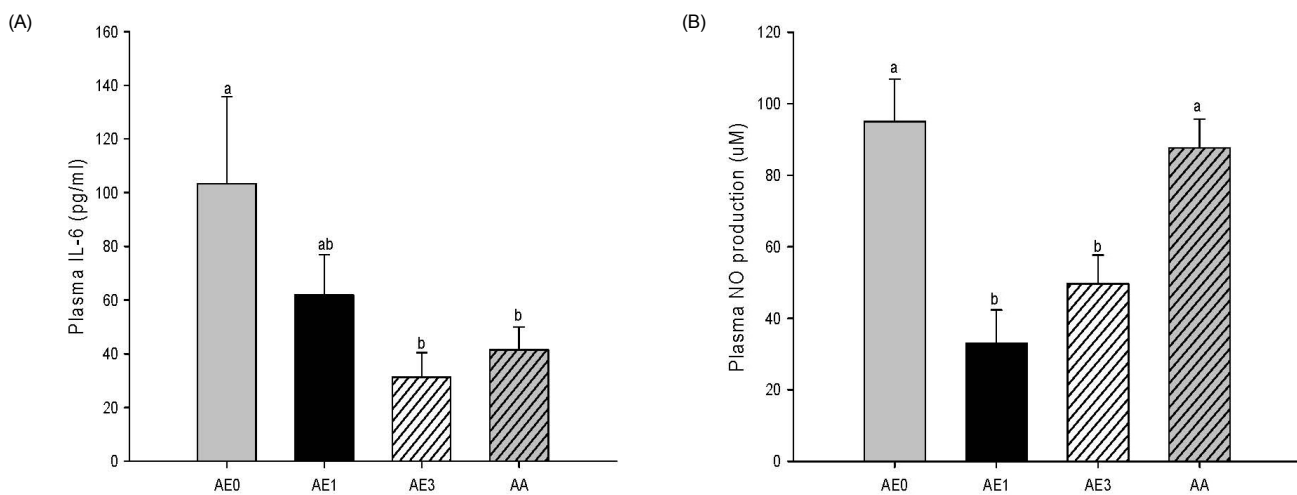 (A)
Plasma IL-6 (pg/ml)
160
140
120
100
80
60
40
20
0
a
ab
b
b
AE0 AE1 AE3 AA
(B)
Plasma NO production (uM)
120
100
80
60
40
20
0
a
b
b
a
AE0 AE1 AE3 AA